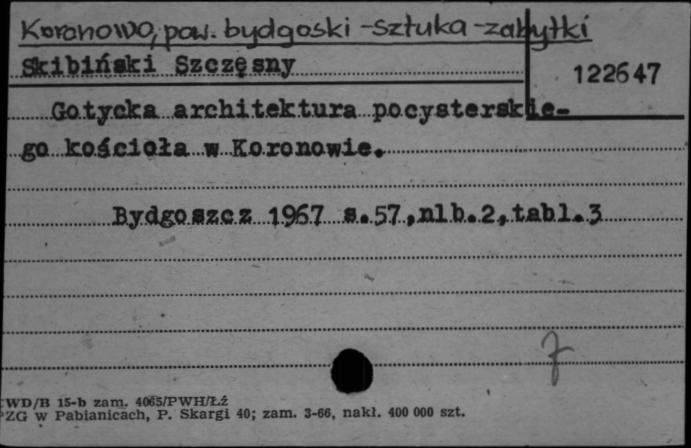 Koronowo, pow. bydgoski - sztuka - zabytki
Skibiński Szczęsny
122647
Gotycka architektura pocysterskie-
go kościoła w Koronowie.
Bydgoszcz 1967 s.57,nlb.2,tabl.3
WD/B 15-b zam. 4065/PWH/Łź
PZG w Pabianicach, P. Skargi 40; zam. 3-66, nakł. 400 000 szt.